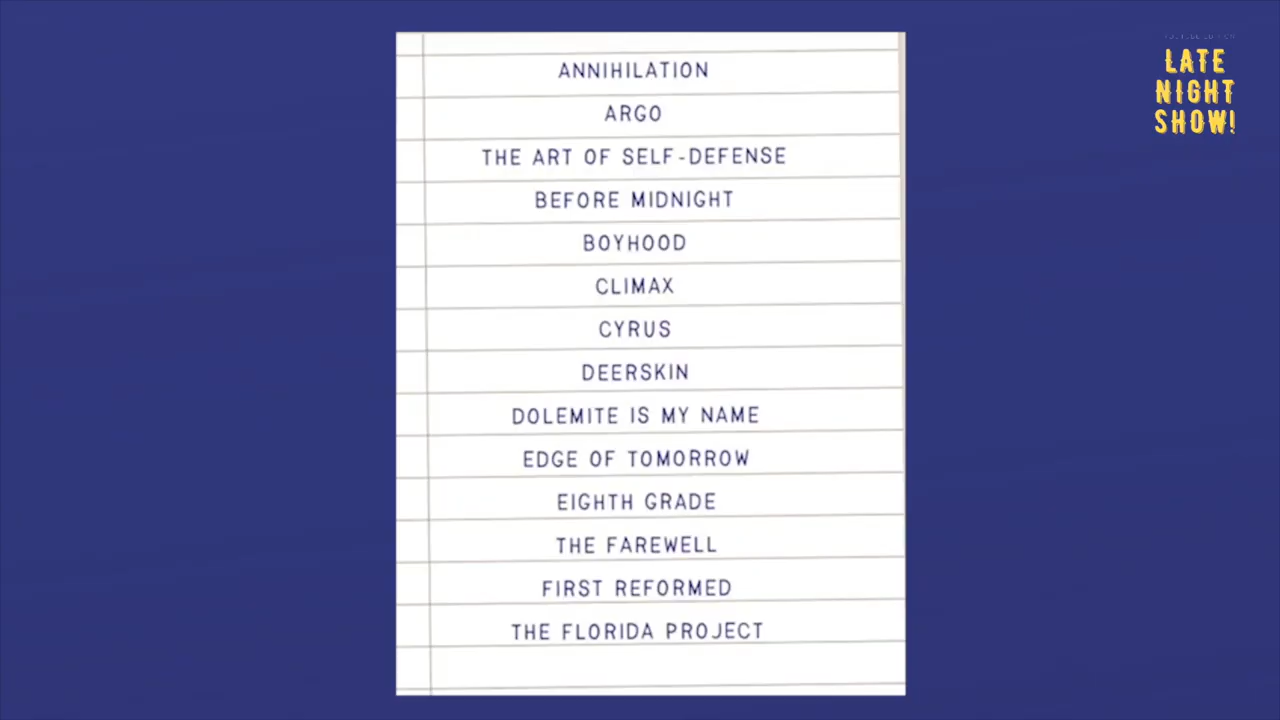 ANNIHILATION
ARGO
THE ART OF SELF-DEFENSE
BEFORE MIDNIGHT
BOYHOOD
CLIMAX
CYRUS
DEERSKIN
DOLEMITE IS MY NAME
EDGE OF TOMORROW
EIGHTH GRADE
THE FAREWELL
FIRST REFORMED
THE FLORIDA PROJECT
LATE
NIGHT
SHOW!